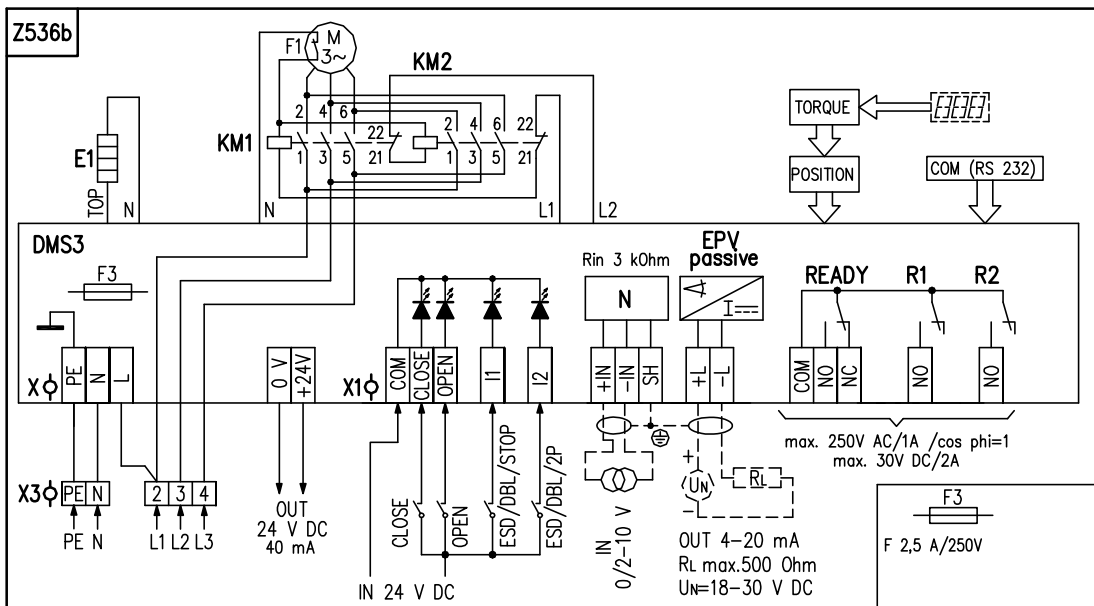 Z536b
F1
M
3~
KM2
KM1
2 4 6 22
1 3 5 21
2 4 6 22
1 3 5 21
E1
TOP
N
N
L1
L2
TORQUE
POSITION
COM (RS 232)
DMS3
F3
PE
N
L
X
0 V
+24V
X1
COM
CLOSE
OPEN
I1
I2
Rin 3 kOhm
N
+IN
-IN
SH
EPV
passive
I
+L
-L
READY
R1
R2
COM
NO
NC
NO
NO
max. 250V AC/1A /cos phi=1
max. 30V DC/2A
X3
PE N
2 3 4
PE N
L1 L2 L3
OUT
24 V DC
40 mA
CLOSE
OPEN
ESD/DBL/STOP
ESD/DBL/2P
IN 24 V DC
IN
0/2-10 V
+
UN
-
RL
OUT 4-20 mA
RL max.500 Ohm
UN=18-30 V DC
F3
F 2,5 A/250V